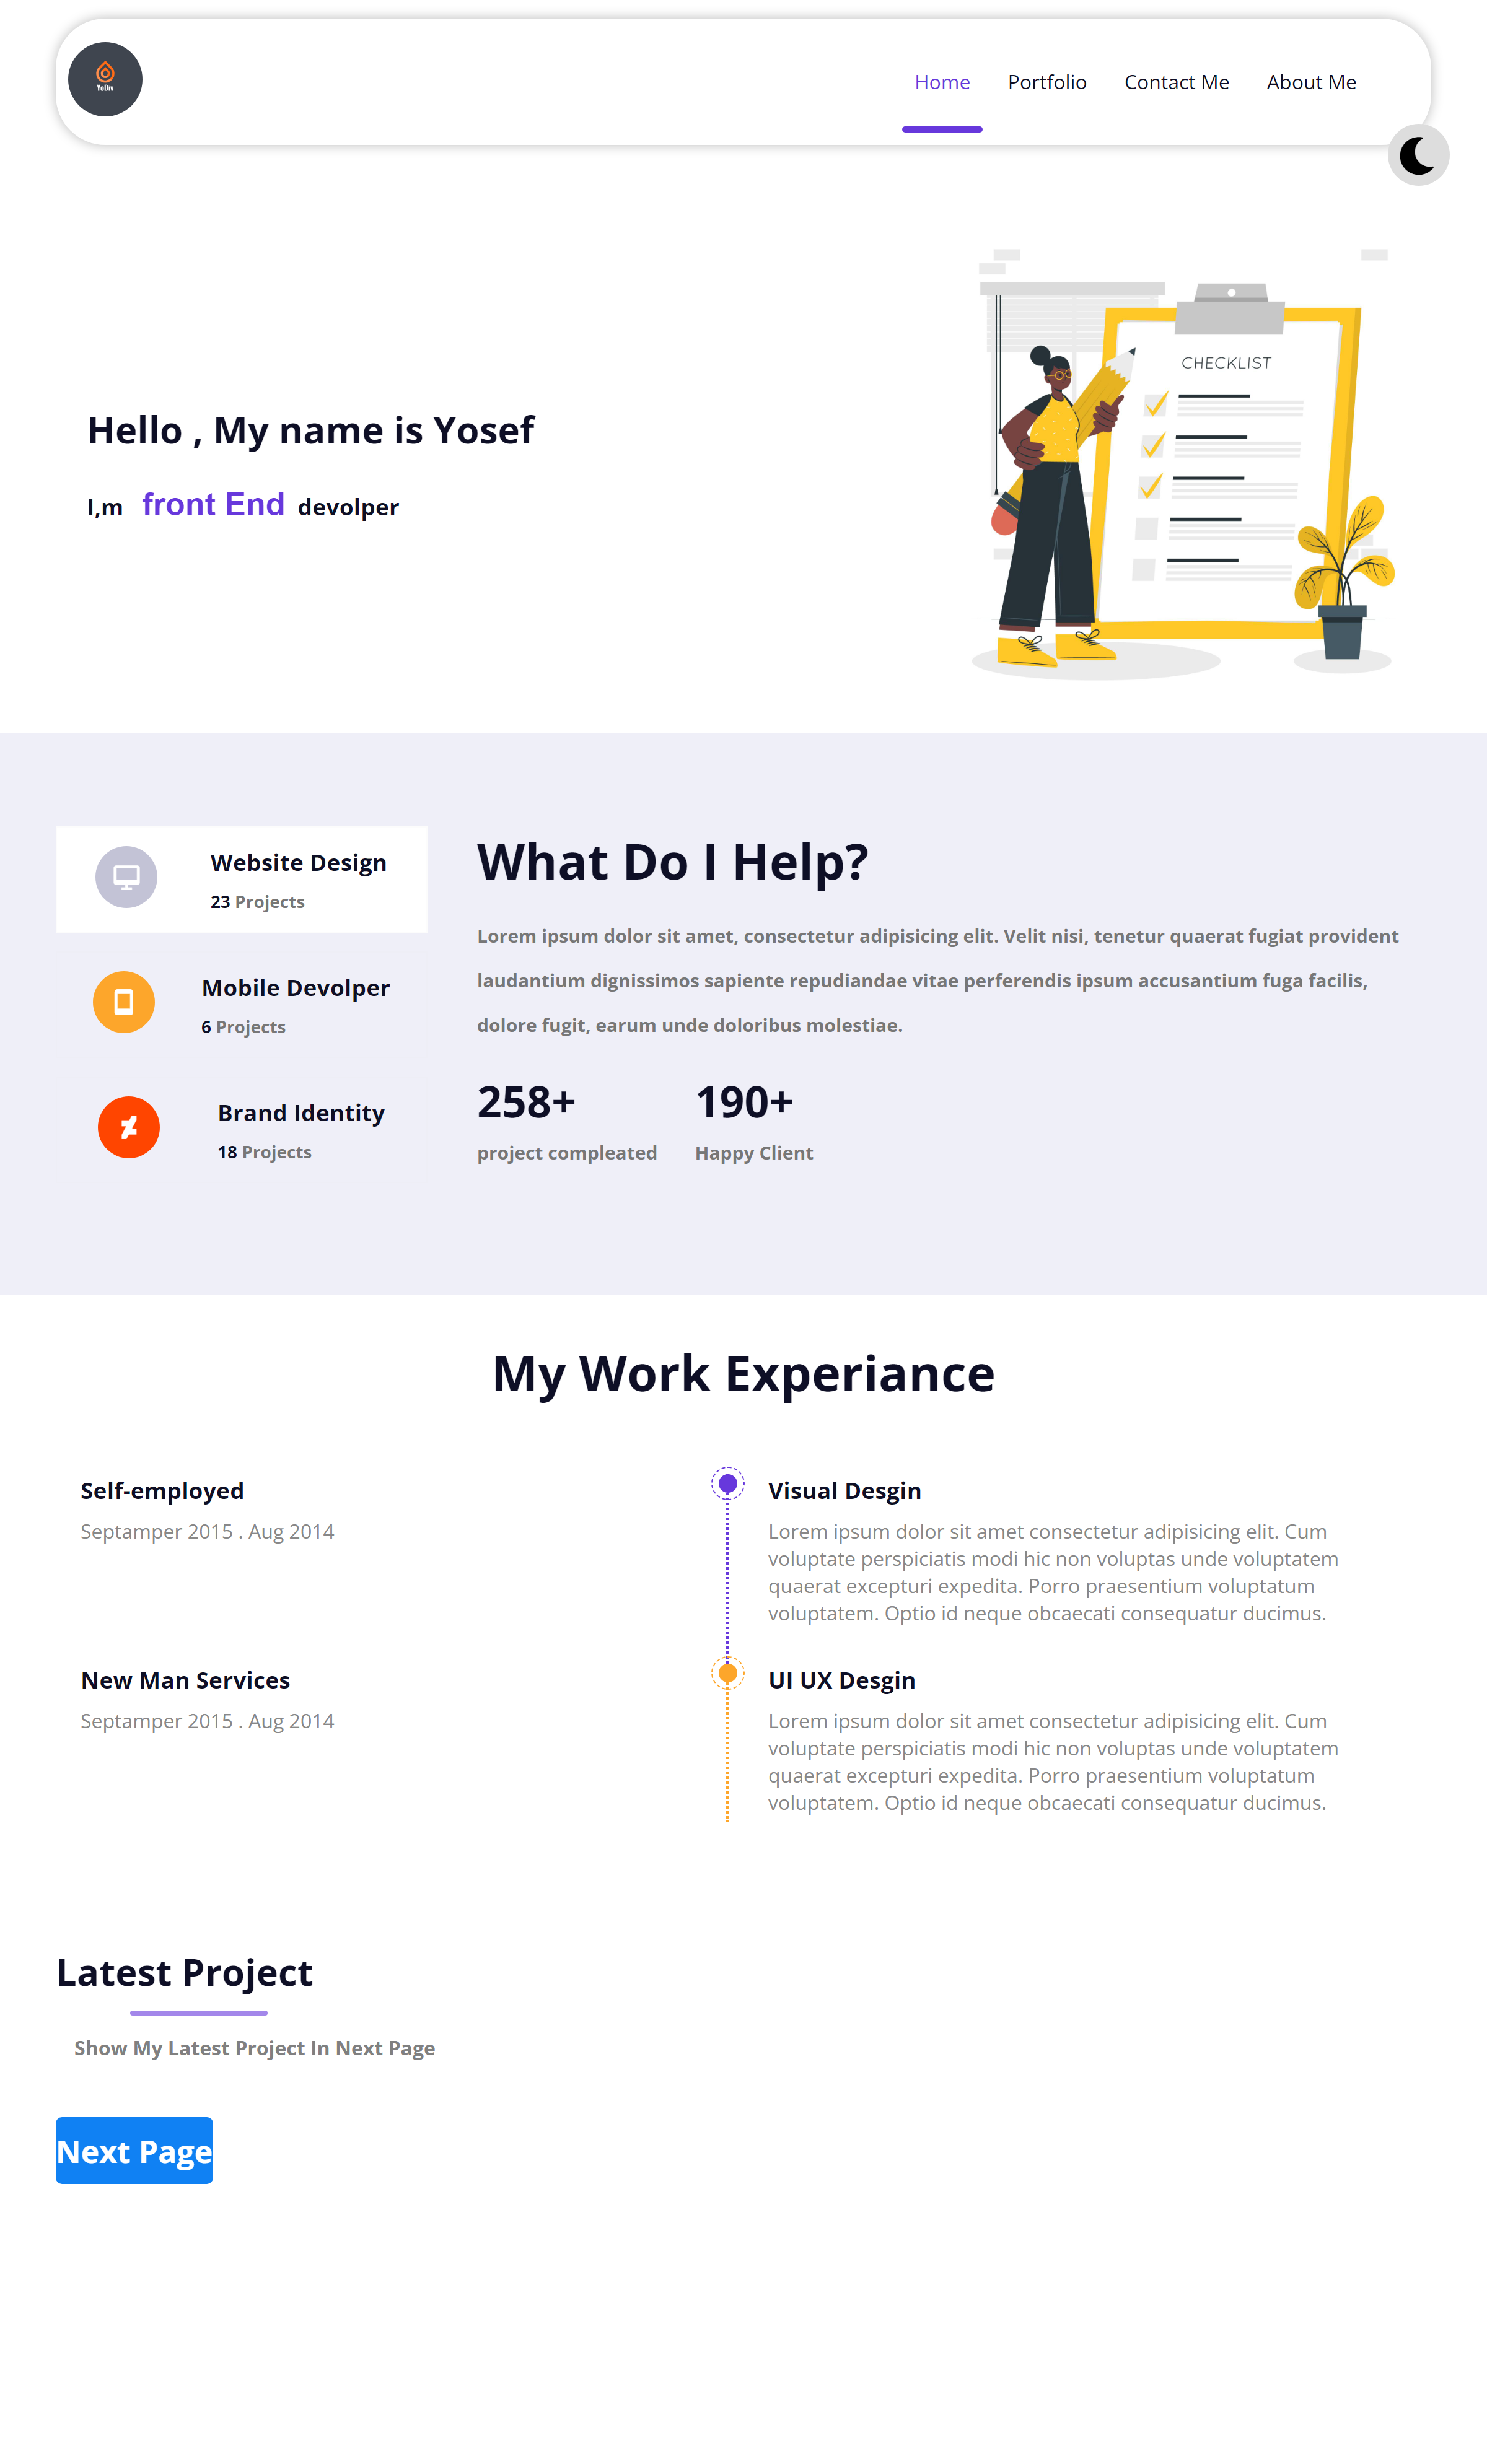 YoDiv
Home
Portfolio
Contact Me
About Me
CHECKLIST
Hello , My name is Yosef
I,m front End devolper
Website Design
23 Projects
Mobile Devolper
6 Projects
Brand Identity
18 Projects
What Do I Help?
Lorem ipsum dolor sit amet, consectetur adipisicing elit. Velit nisi, tenetur quaerat fugiat provident
laudantium dignissimos sapiente repudiandae vitae perferendis ipsum accusantium fuga facilis,
dolore fugit, earum unde doloribus molestiae.
258+
project compleated
190+
Happy Client
My Work Experiance
Self-employed
Septamper 2015 . Aug 2014
Visual Desgin
Lorem ipsum dolor sit amet consectetur adipisicing elit. Cum
voluptate perspiciatis modi hic non voluptas unde voluptatem
quaerat excepturi expedita. Porro praesentium voluptatum
voluptatem. Optio id neque obcaecati consequatur ducimus.
New Man Services
Septamper 2015 . Aug 2014
UI UX Desgin
Lorem ipsum dolor sit amet consectetur adipisicing elit. Cum
voluptate perspiciatis modi hic non voluptas unde voluptatem
quaerat excepturi expedita. Porro praesentium voluptatum
voluptatem. Optio id neque obcaecati consequatur ducimus.
Latest Project
Show My Latest Project In Next Page
Next Page